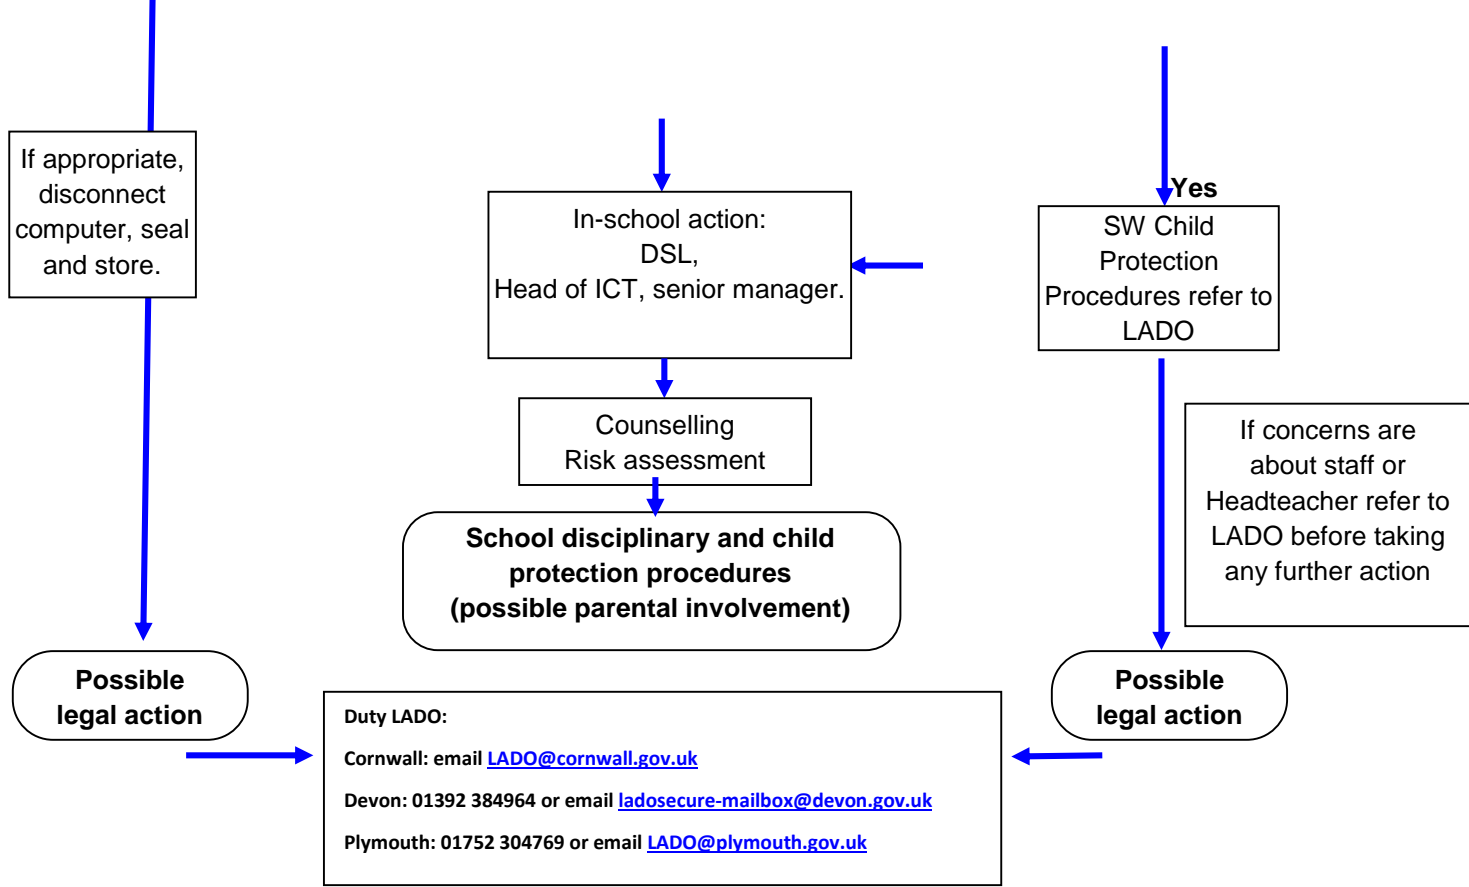 If appropriate,
disconnect
computer, seal
and store.
In-school action:
DSL,
Head of ICT, senior manager.
Yes
SW Child
Protection
Procedures refer to
LADO
Counselling
Risk assessment
If concerns are
about staff or
Headteacher refer to
LADO before taking
any further action
School disciplinary and child
protection procedures
(possible parental involvement)
Possible
legal action
Possible
legal action
Duty LADO:
Cornwall: email LADO@cornwall.gov.uk
Devon: 01392 384964 or email ladosecure-mailbox@devon.gov.uk
Plymouth: 01752 304769 or email LADO@plymouth.gov.uk